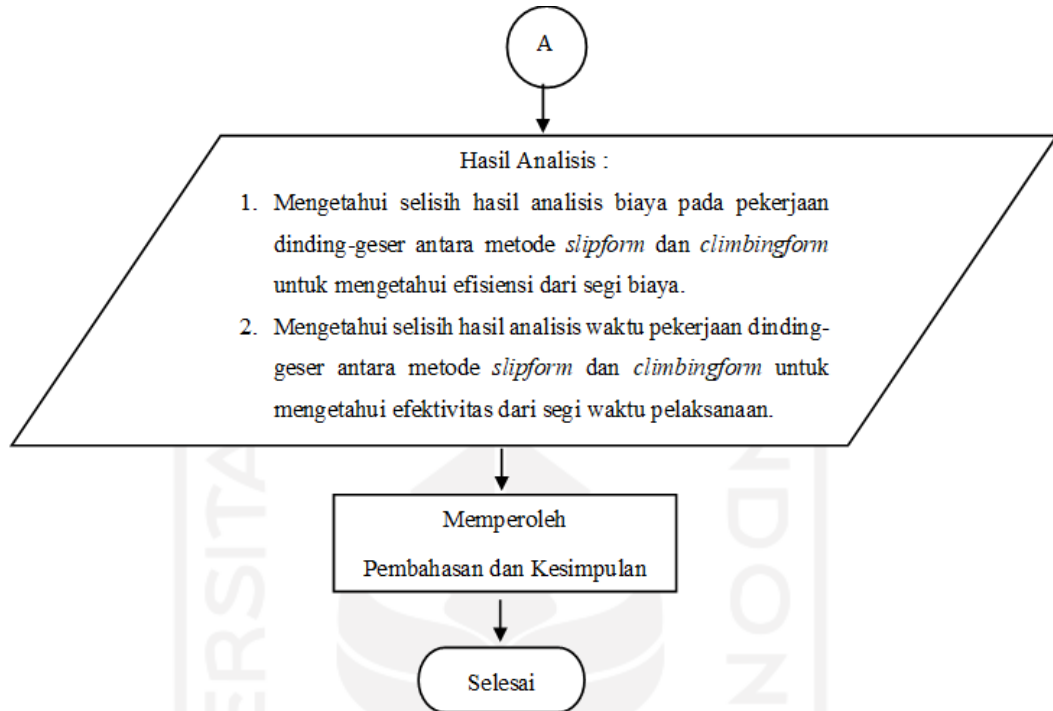 A
Hasil Analisis :
1. Mengetahui selisih hasil analisis biaya pada pekerjaan
dinding-geser antara metode slipform dan climbingform
untuk mengetahui efisiensi dari segi biaya.
2. Mengetahui selisih hasil analisis waktu pekerjaan dinding-
geser antara metode slipform dan climbingform untuk
mengetahui efektivitas dari segi waktu pelaksanaan.
Memperoleh
Pembahasan dan Kesimpulan
Selesai
ERSITA
NDON